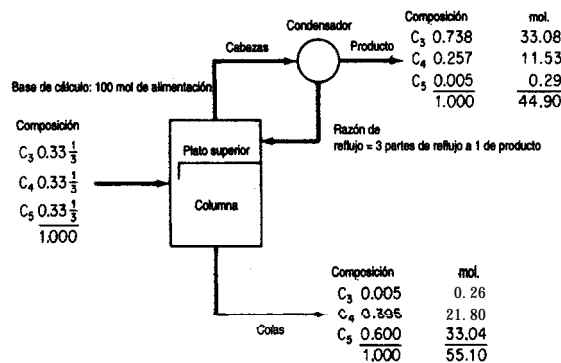 Condensador
Cabezas
Producto
Composición mol.
C3 0.738 33.08
C4 0.257 11.53
C5 0.005 0.29
1.000 44.90
Base de cálculo: 100 mol de alimentación
Composición
C3 0.33 1/3
C4 0.33 1/3
C5 0.33 1/3
1.000
Plato superior
Columna
Razón de
reflujo = 3 partes de reflujo a 1 de producto
Colas
Composición mol.
C3 0.005 0.26
C4 0.395 21.80
C5 0.600 33.04
1.000 55.10